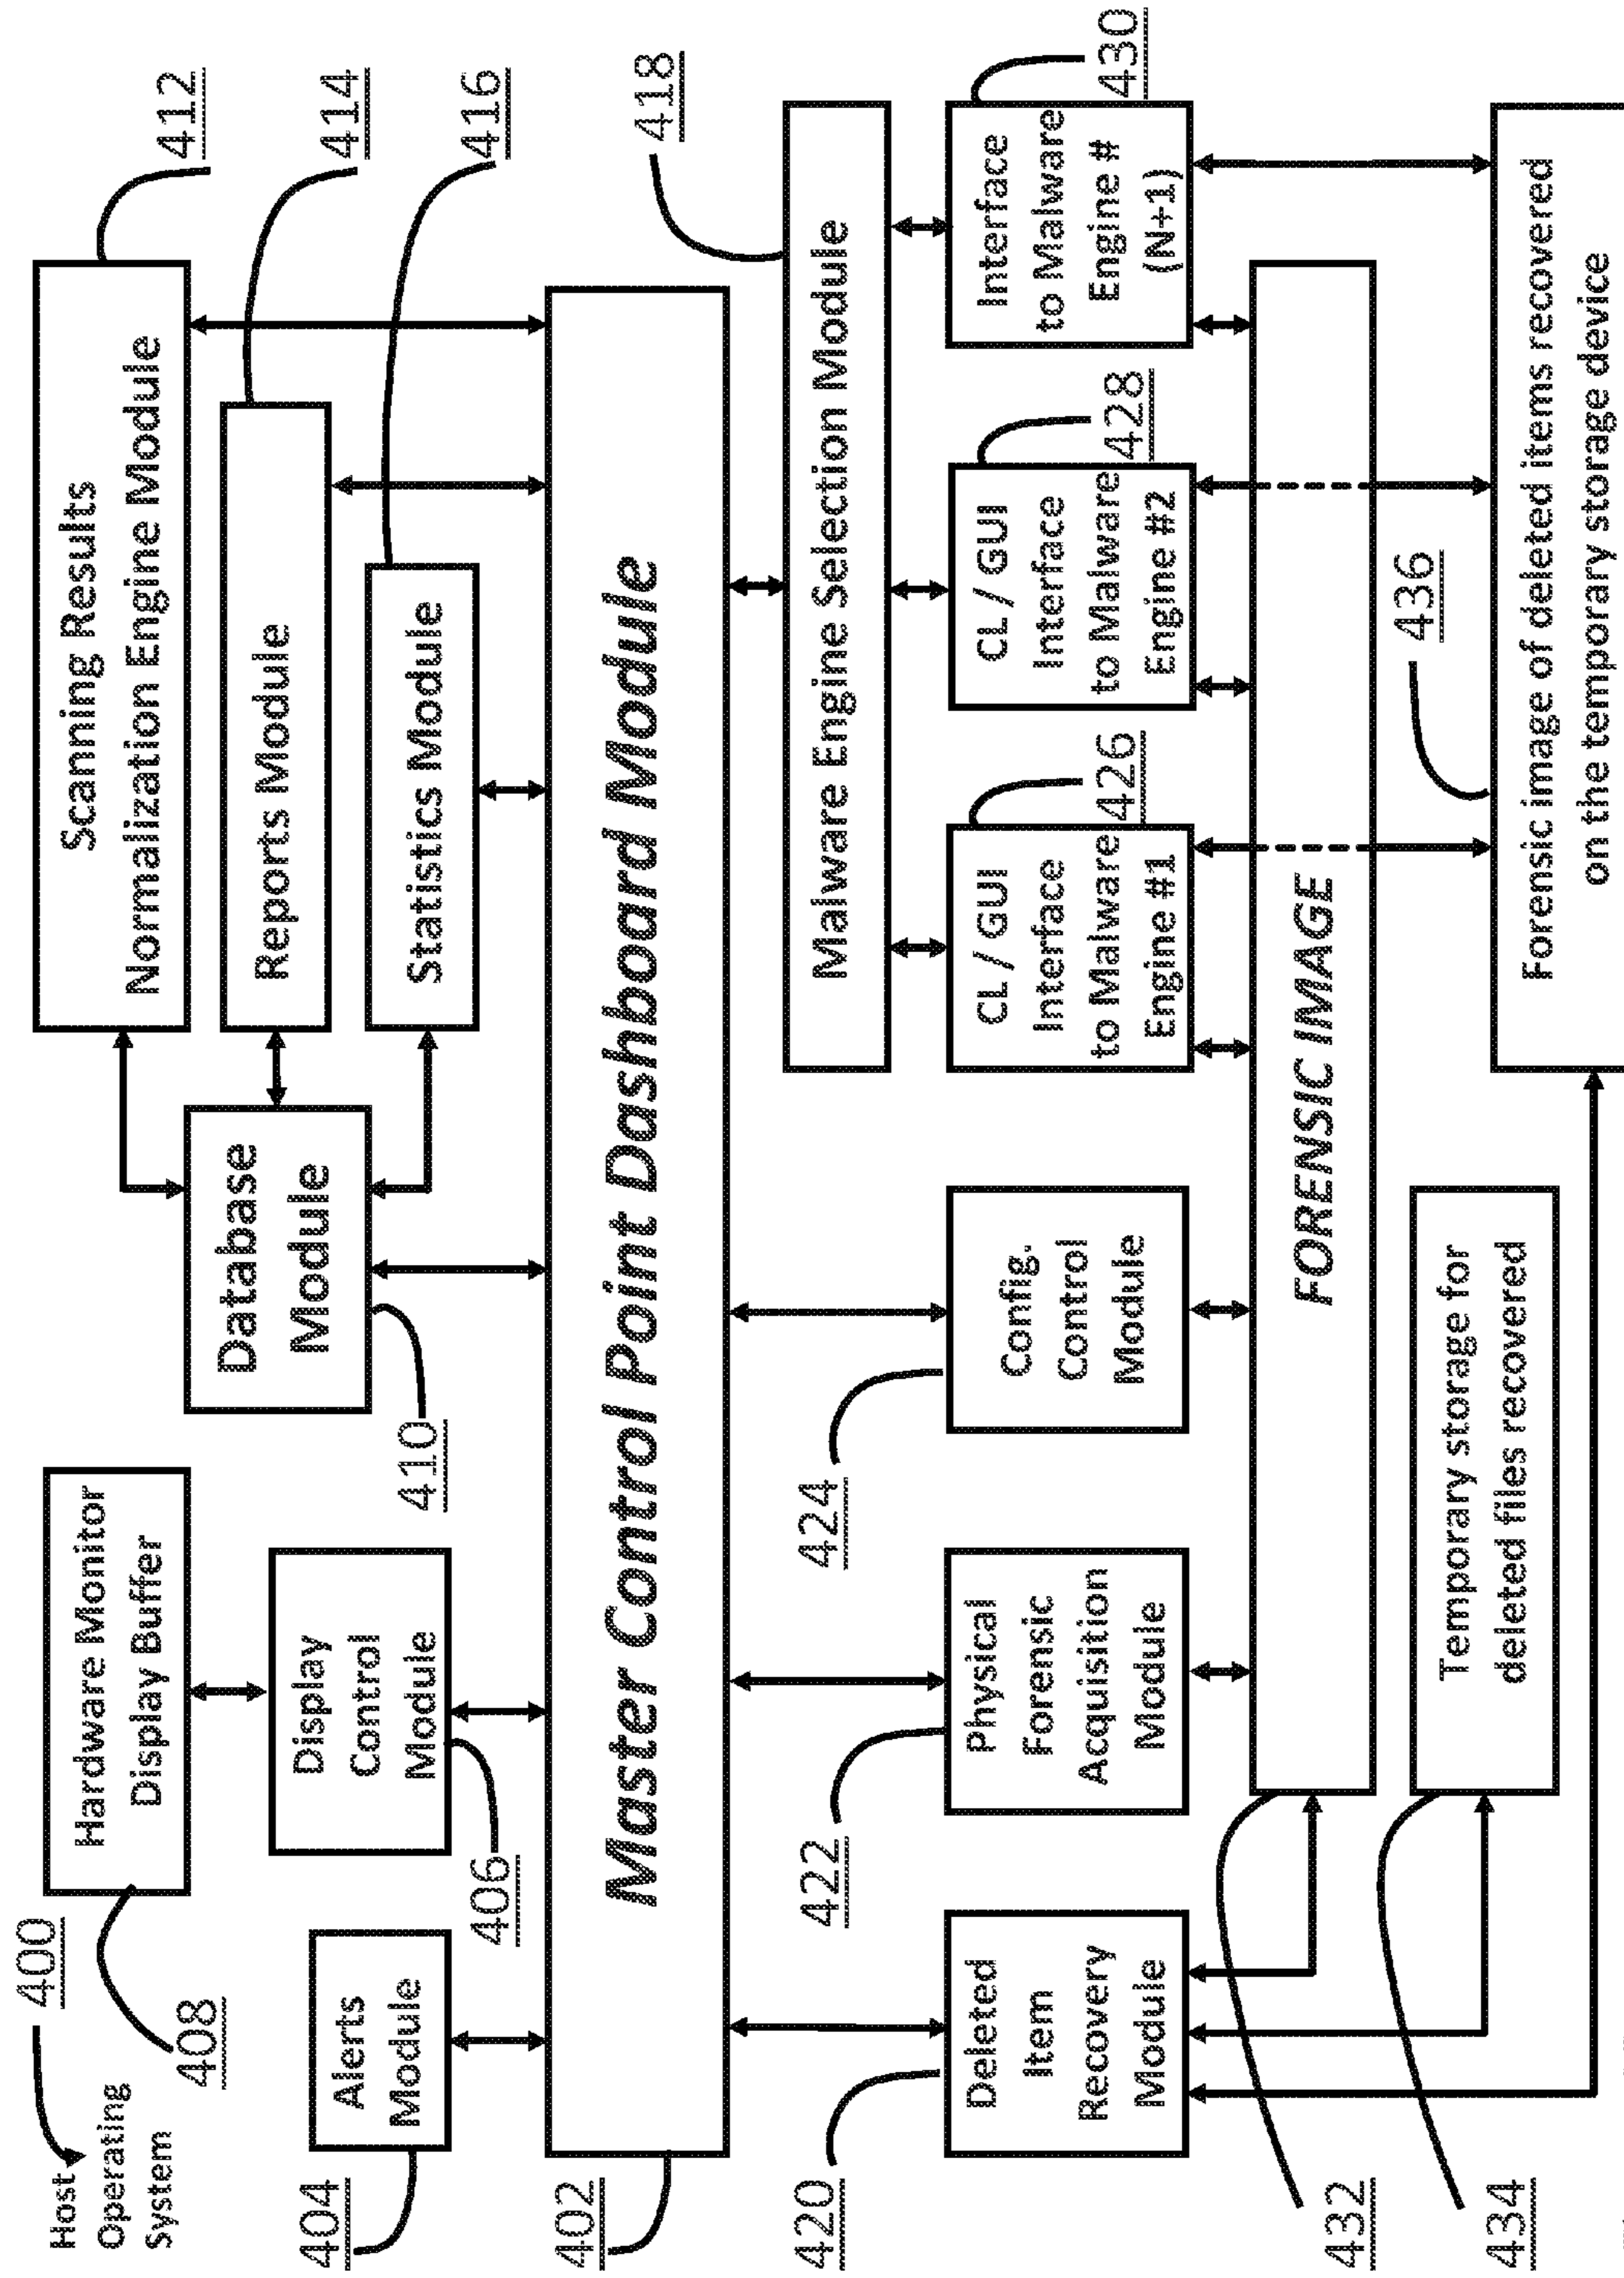 Host
Operating
System
400
408
Hardware Monitor
Display Buffer
Alerts
Module
404
Display
Control
Module
406
Database
Module
410
Scanning Results
Normalization Engine Module
412
Reports Module
414
Statistics Module
416
Master Control Point Dashboard Module
402
Malware Engine Selection Module
418
Deleted
Item
Recovery
Module
420
Physical
Forensic
Acquisition
Module
422
Config.
Control
Module
424
CL / GUI
Interface
to Malware
Engine #1
426
CL / GUI
Interface
to Malware
Engine #2
428
Interface
to Malware
Engine #
(N+1)
430
FORENSIC IMAGE
432
Temporary storage for
deleted files recovered
434
Forensic image of deleted items recovered
on the temporary storage device
436